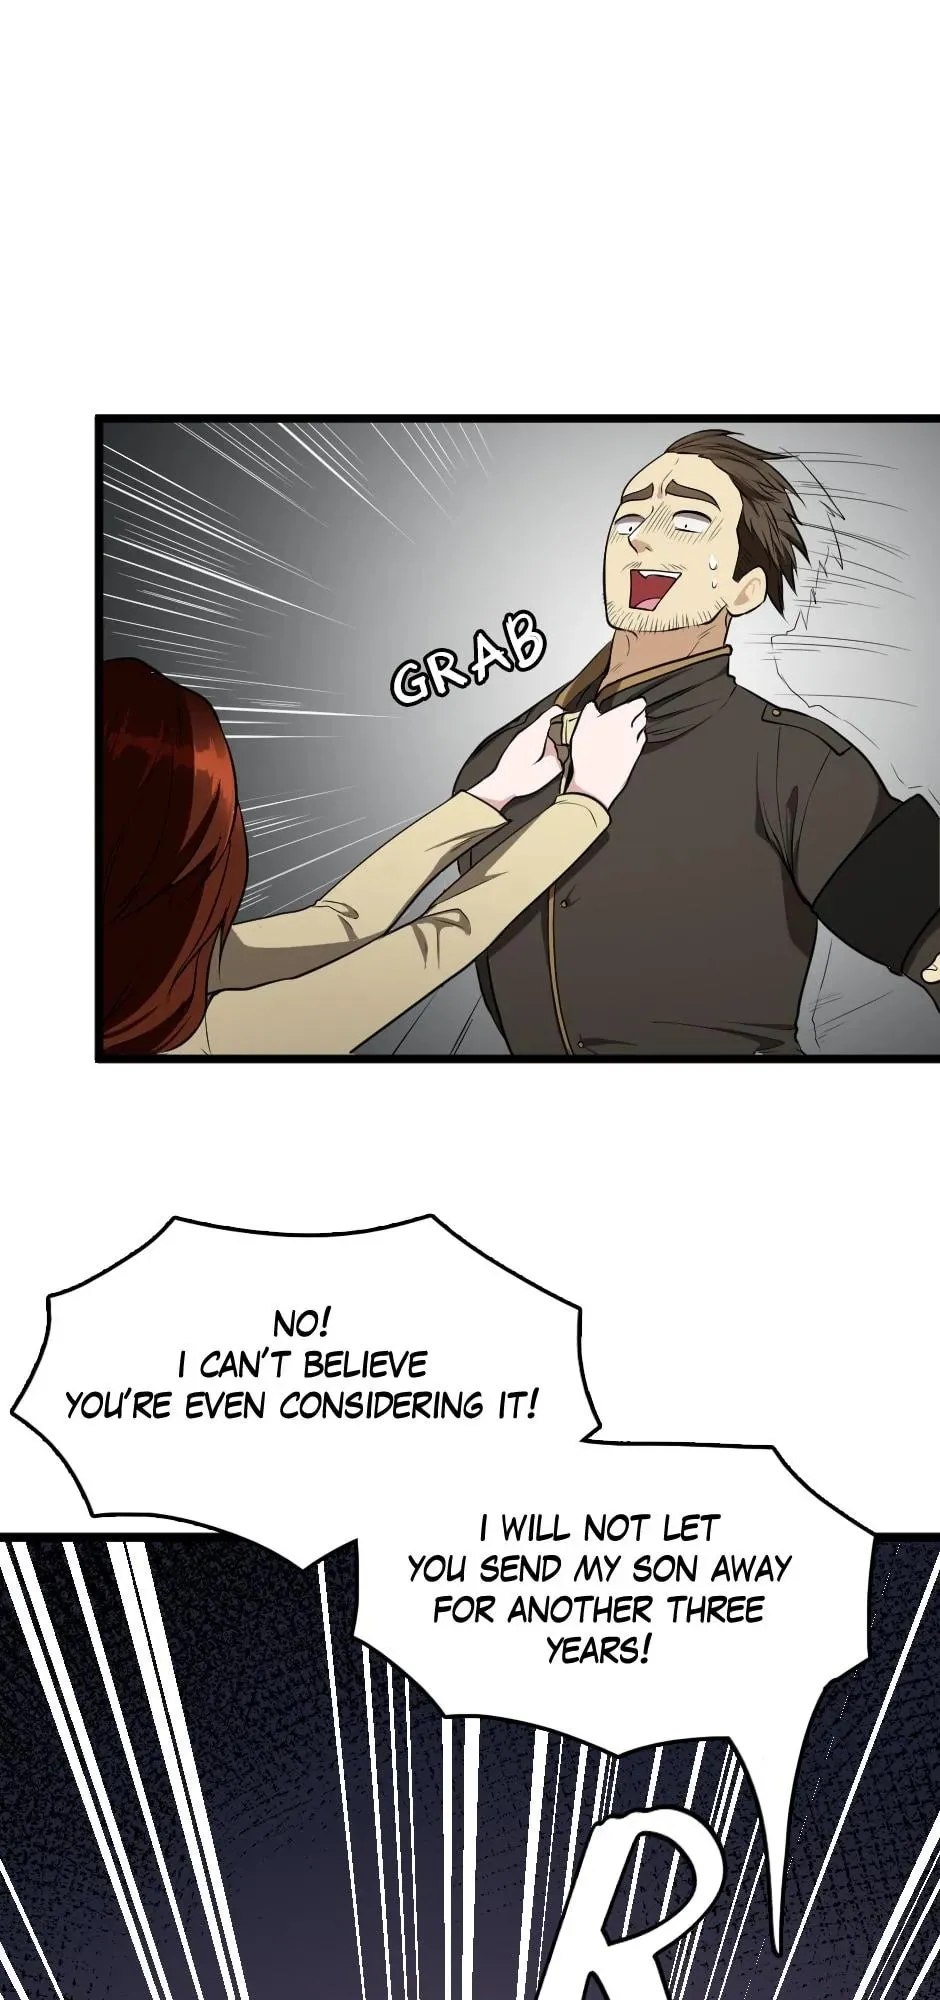 GRAB
NO!
I CAN'T BELIEVE
YOU'RE EVEN CONSIDERING IT!
I WILL NOT LET
YOU SEND MY SON AWAY
FOR ANOTHER THREE
YEARS!
R